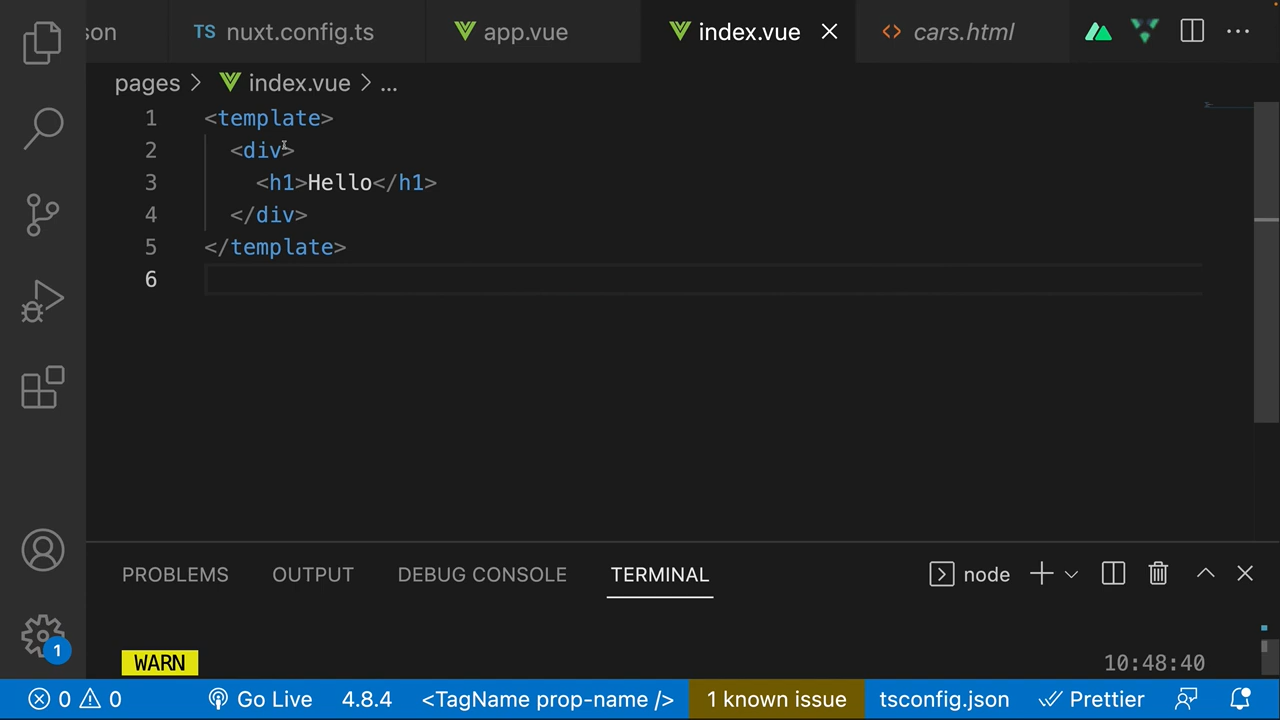 son TS nuxt.config.ts app.vue index.vue <> cars.html
pages > index.vue > ...
1 <template>
2 <div>
3 <h1>Hello</h1>
4 </div>
5 </template>
6
PROBLEMS OUTPUT DEBUG CONSOLE TERMINAL node
WARN 10:48:40
1
0 0 Go Live 4.8.4 <TagName prop-name /> 1 known issue tsconfig.json Prettier